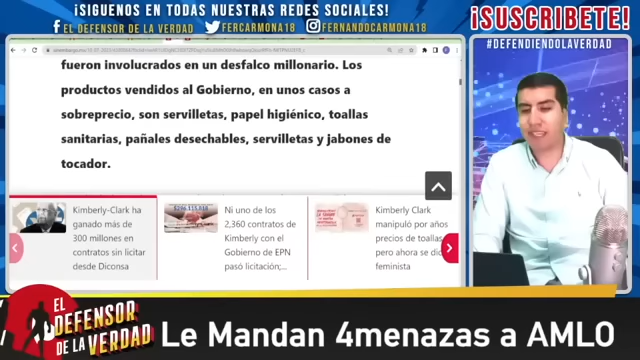 ¡SIGUENOS EN TODAS NUESTRAS REDES SOCIALES!
EL DEFENSOR DE LA VERDAD
FERCARMONA18
FERNANDOCARMONA18
¡SUSCRIBETE!
#DEFENDIENDOLAVERDAD
fueron involucrados en un desfalco millonario. Los
productos vendidos al Gobierno, en unos casos a
sobreprecio, son servilletas, papel higiénico, toallas
sanitarias, pañales desechables, servilletas y jabones de
tocador.
Kimberly-Clark ha
ganado más de
300 millones en
contratos sin licitar
desde Diconsa
Ni uno de los
2,360 contratos de
Kimberly con el
Gobierno de EPN
pasó licitación;...
Kimberly Clark
manipuló por años
precios de toallas
pero ahora se dic
feminista
EL
DEFENSOR
DE LA VERDAD
Le Mandan 4menazas a AMLO